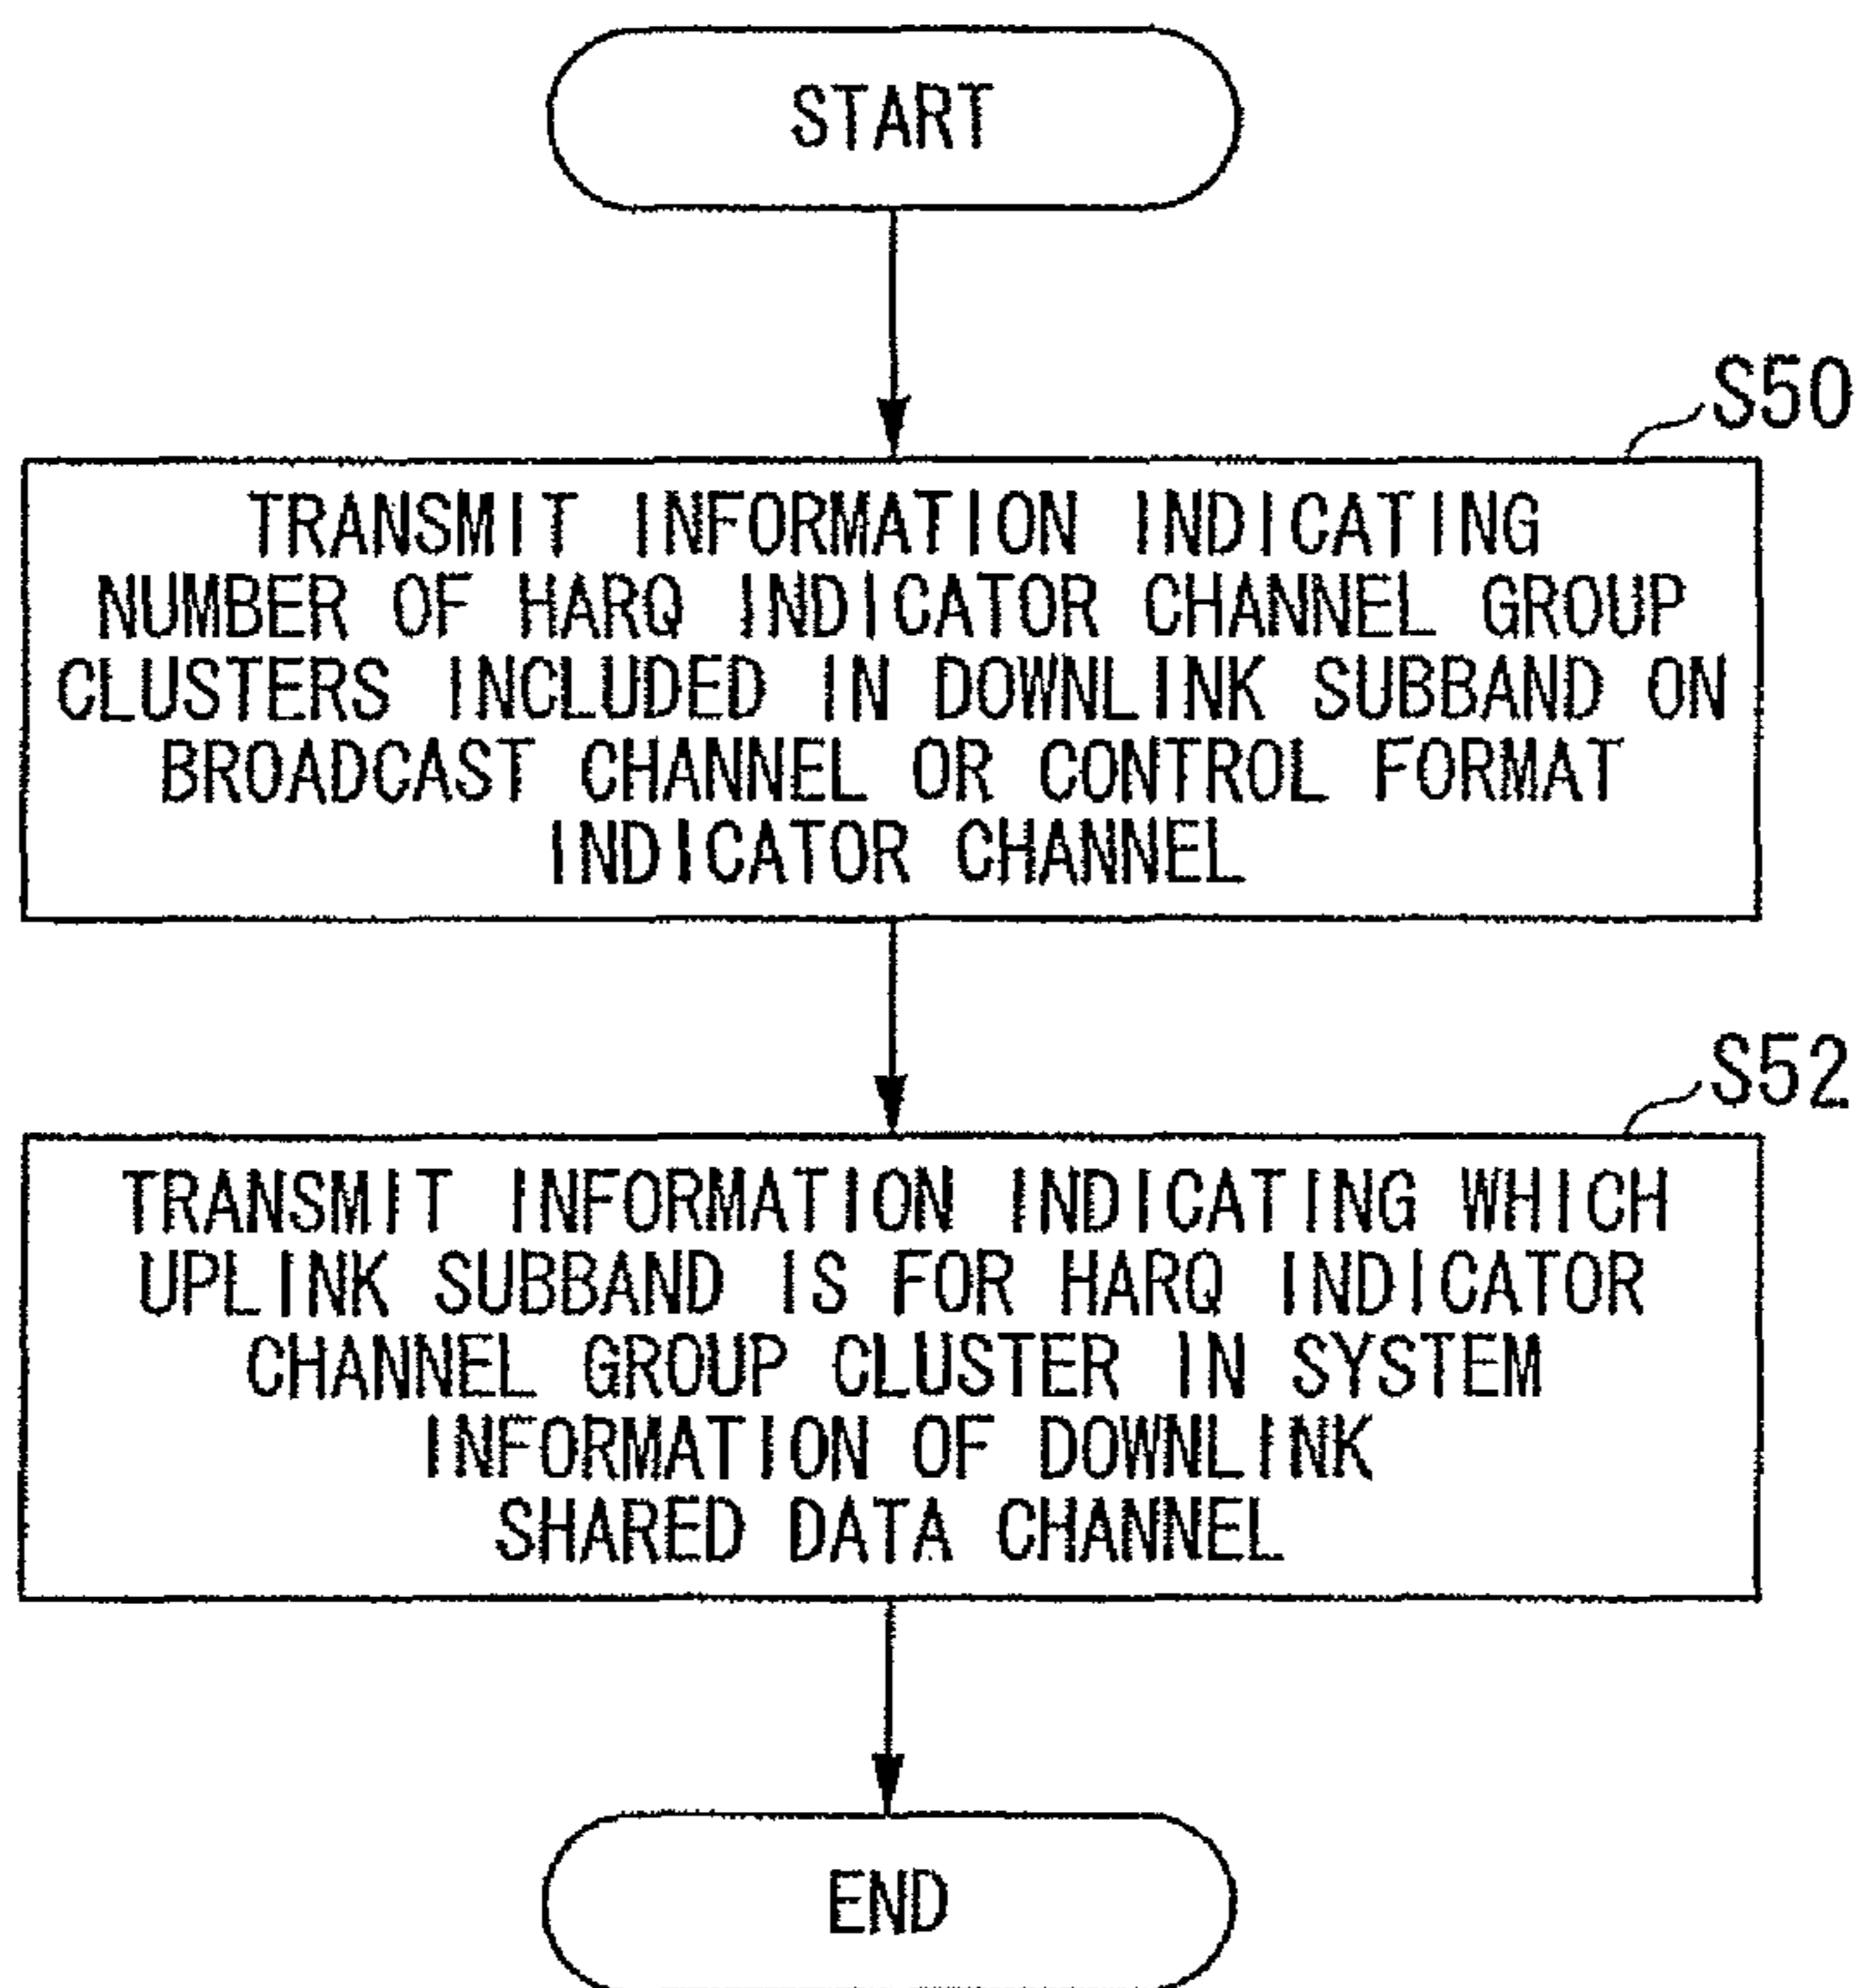 START
S50
TRANSMIT INFORMATION INDICATING
NUMBER OF HARQ INDICATOR CHANNEL GROUP
CLUSTERS INCLUDED IN DOWNLINK SUBBAND ON
BROADCAST CHANNEL OR CONTROL FORMAT
INDICATOR CHANNEL
S52
TRANSMIT INFORMATION INDICATING WHICH
UPLINK SUBBAND IS FOR HARQ INDICATOR
CHANNEL GROUP CLUSTER IN SYSTEM
INFORMATION OF DOWNLINK
SHARED DATA CHANNEL
END